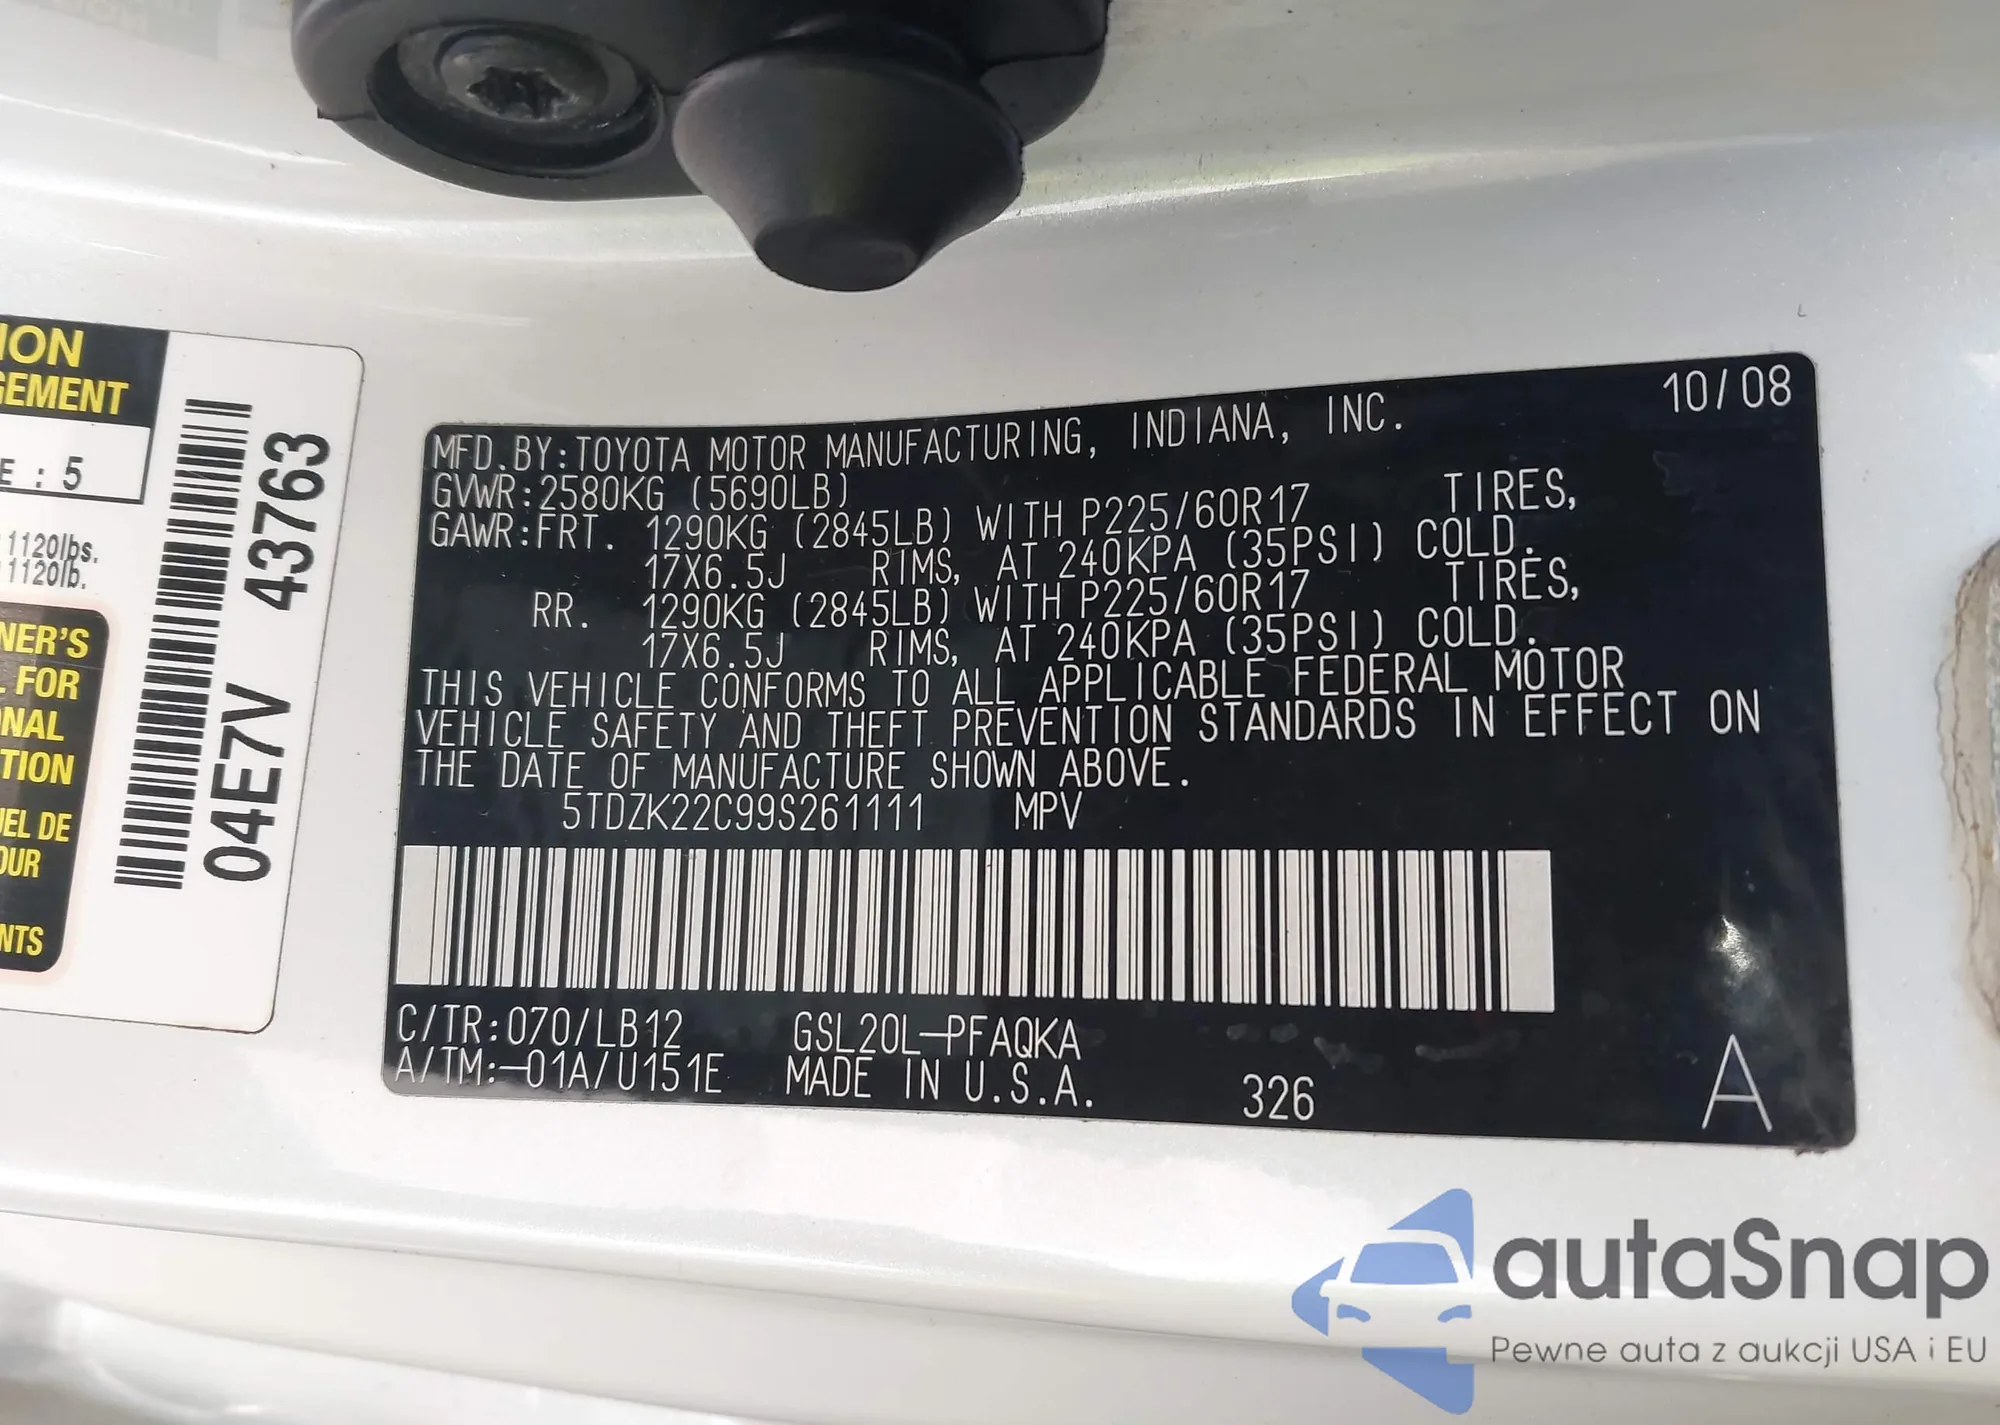 ION
GEMENT
E : 5
1120lbs.
1120lb.
NER'S
FOR
NAL
TION
UEL DE
OUR
NTS
04E7V 43763
10/08
MFD.BY:TOYOTA MOTOR MANUFACTURING, INDIANA, INC.
GVWR:2580KG (5690LB)
GAWR:FRT. 1290KG (2845LB) WITH P225/60R17 TIRES,
17X6.5J RIMS, AT 240KPA (35PSI) COLD.
RR. 1290KG (2845LB) WITH P225/60R17 TIRES,
17X6.5J RIMS, AT 240KPA (35PSI) COLD.
THIS VEHICLE CONFORMS TO ALL APPLICABLE FEDERAL MOTOR
VEHICLE SAFETY AND THEFT PREVENTION STANDARDS IN EFFECT ON
THE DATE OF MANUFACTURE SHOWN ABOVE.
5TDZK22C99S261111 MPV
C/TR:070/LB12 GSL20L-PFAQKA
A/TM:-01A/U151E MADE IN U.S.A. 326 A
autaSnap
Pewne auta z aukcji USA i EU